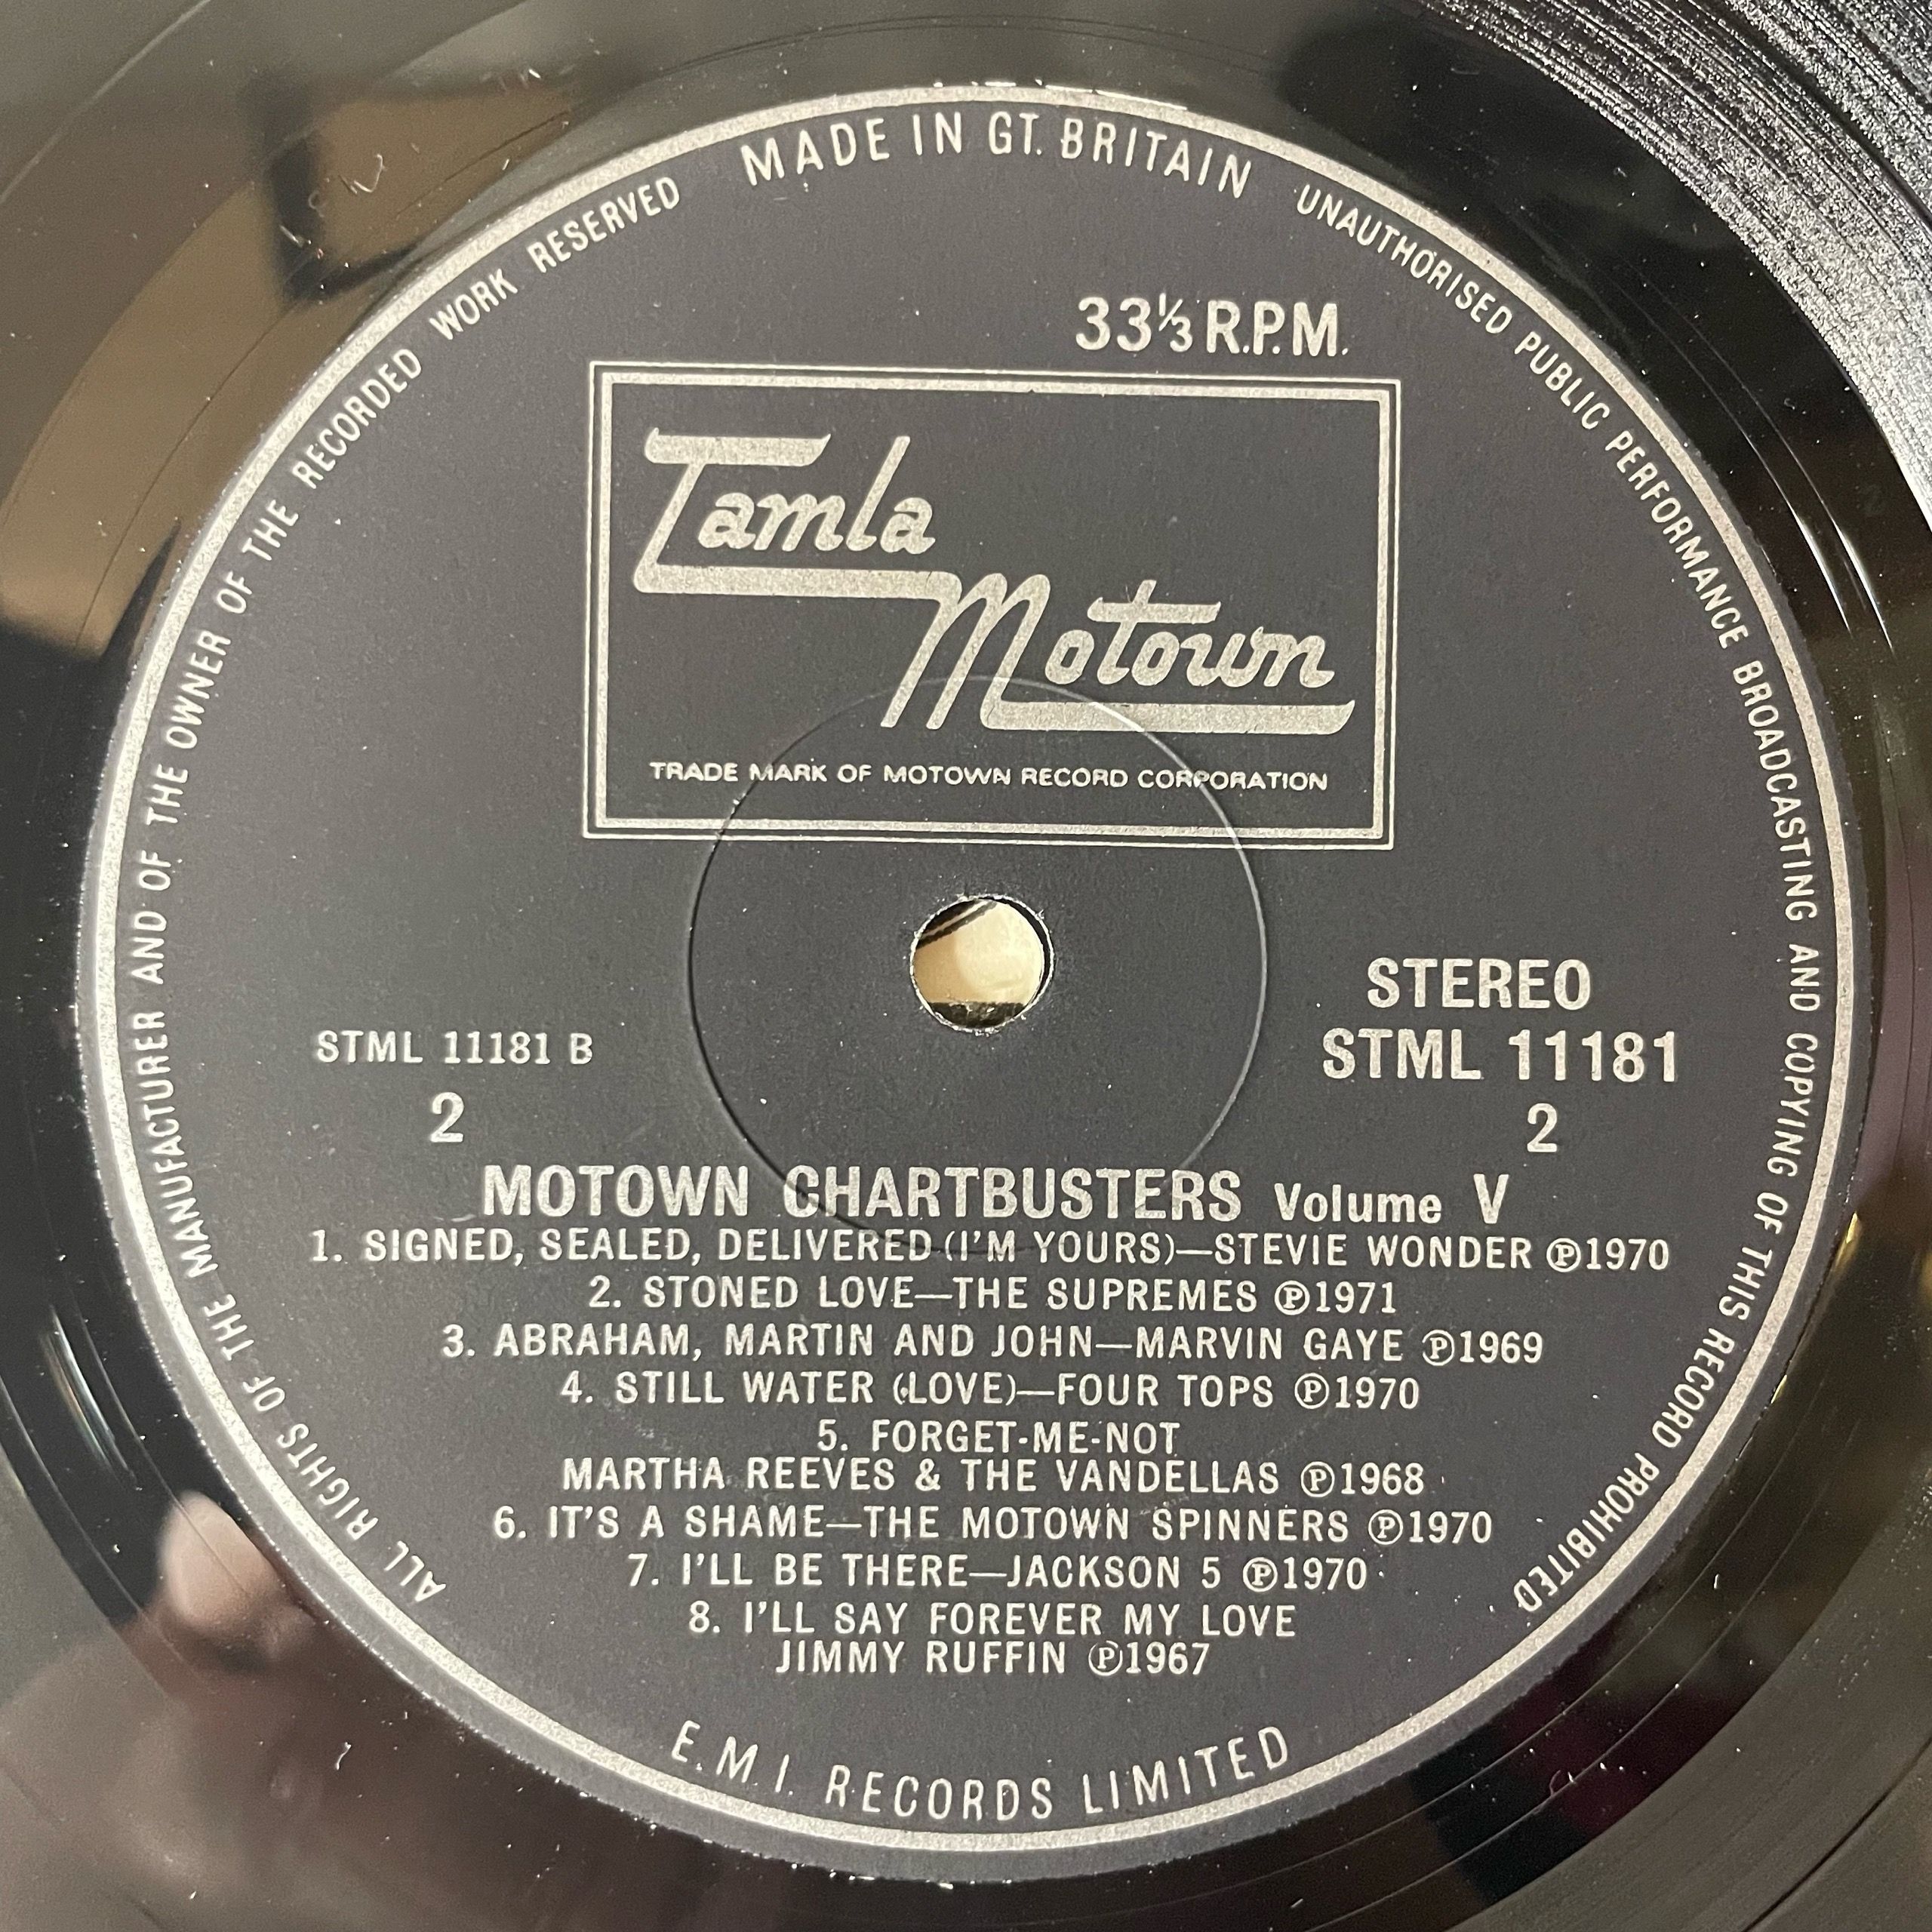 MADE IN GT. BRITAIN
UNAUTHORISED PUBLIC PERFORMANCE BROADCASTING AND COPYING OF THIS RECORD PROHIBITED
ALL RIGHTS OF THE MANUFACTURER AND OF THE OWNER OF THE RECORDED WORK RESERVED
33⅓ R.P.M.
Tamla
Motown
TRADE MARK OF MOTOWN RECORD CORPORATION
STEREO
STML 11181 B
STML 11181
2
2
MOTOWN CHARTBUSTERS Volume V
1. SIGNED, SEALED, DELIVERED (I'M YOURS)—STEVIE WONDER ℗1970
2. STONED LOVE—THE SUPREMES ℗1971
3. ABRAHAM, MARTIN AND JOHN—MARVIN GAYE ℗1969
4. STILL WATER (LOVE)—FOUR TOPS ℗1970
5. FORGET-ME-NOT
MARTHA REEVES & THE VANDELLAS ℗1968
6. IT'S A SHAME—THE MOTOWN SPINNERS ℗1970
7. I'LL BE THERE—JACKSON 5 ℗1970
8. I'LL SAY FOREVER MY LOVE
JIMMY RUFFIN ℗1967
E.M.I. RECORDS LIMITED